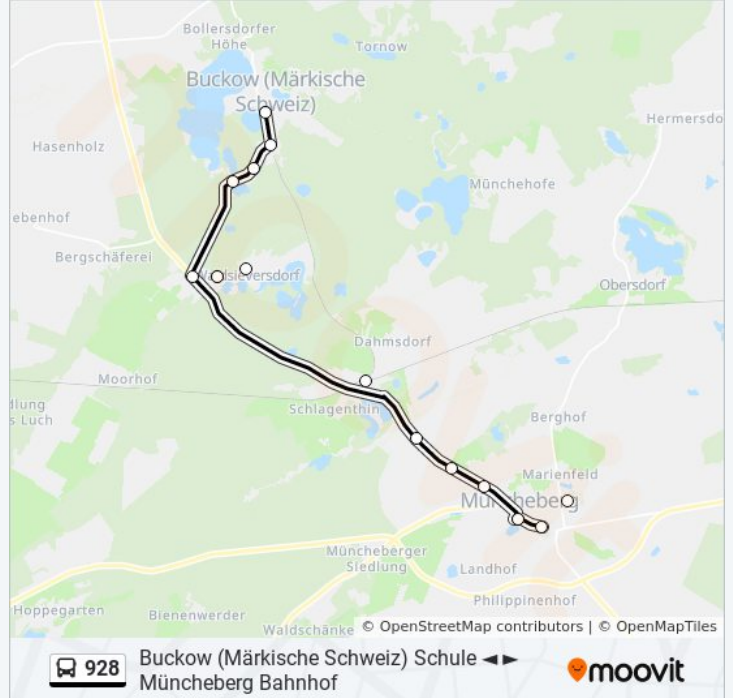 Bollersdorfer
Höhe
Tornow
Buckow (Märkische
Schweiz)
Hermersdo
Hasenholz
Münchehofe
ebenhof
Bergschäferei
Waldsieversdorf
Obersdorf
Dahmsdorf
Moorhof
dlung
s Luch
Schlagenthin
Berghof
Marienfeld
Müncheberg
Müncheberger
Siedlung
Landhof
Philippinenhof
Hoppegarten
Bienenwerder
Waldschänke
© OpenStreetMap contributors | © OpenMapTiles
928
Buckow (Märkische Schweiz) Schule ◄►
Müncheberg Bahnhof
moovit